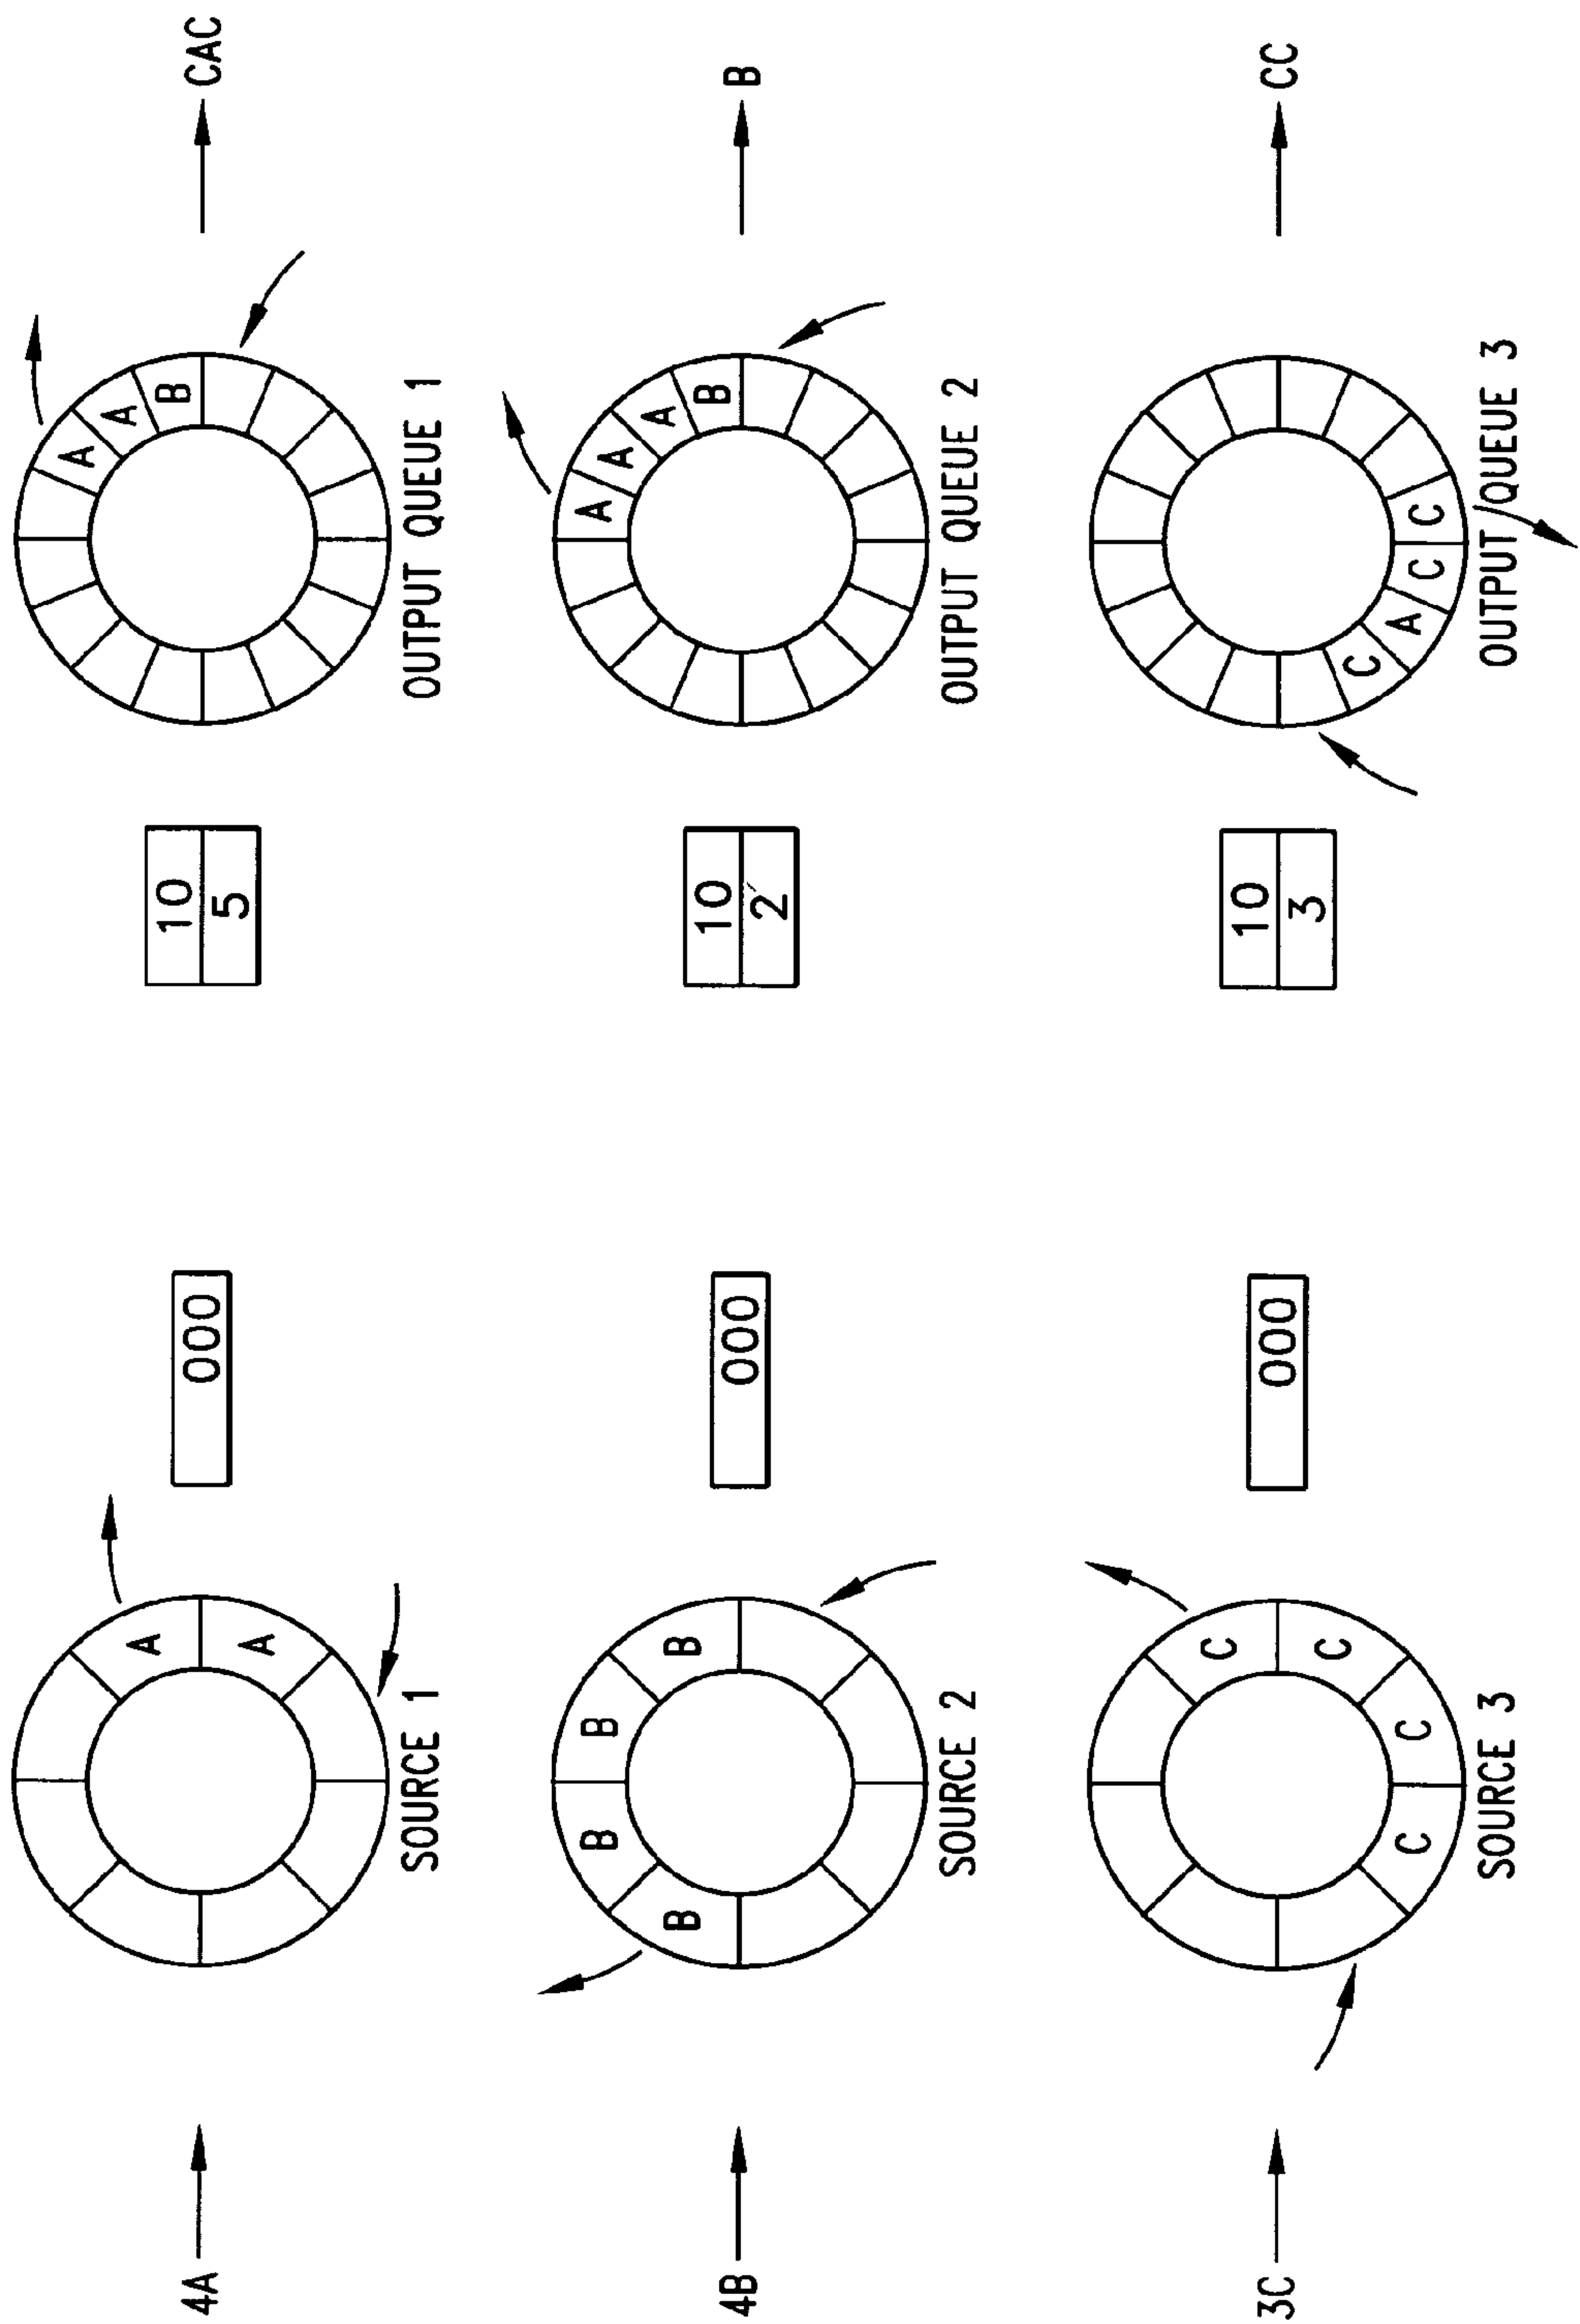 4A
A
A
SOURCE 1
000
10
5
A
A
B
OUTPUT QUEUE 1
CAC
4B
B
B
B
B
SOURCE 2
000
10
2
A
A
A
B
OUTPUT QUEUE 2
B
3C
C
C
C
C
SOURCE 3
000
10
3
C
A
C
C
OUTPUT QUEUE 3
CC